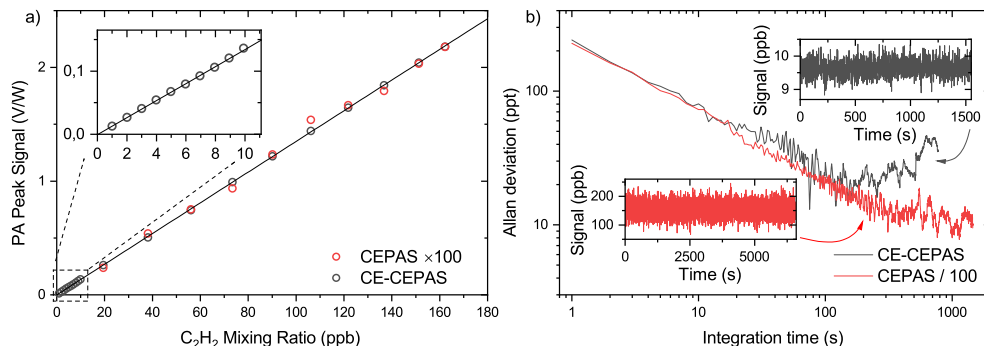 a)
PA Peak Signal (V/W)
2
1
0
0,1
0,0
0 2 4 6 8 10
CEPAS ×100
CE-CEPAS
0 20 40 60 80 100 120 140 160 180
C₂H₂ Mixing Ratio (ppb)
b)
Allan deviation (ppt)
100
10
Signal (ppb)
10
9
0 500 1000 1500
Time (s)
Signal (ppb)
200
100
0 2500 5000
Time (s)
CE-CEPAS
CEPAS / 100
1 10 100 1000
Integration time (s)